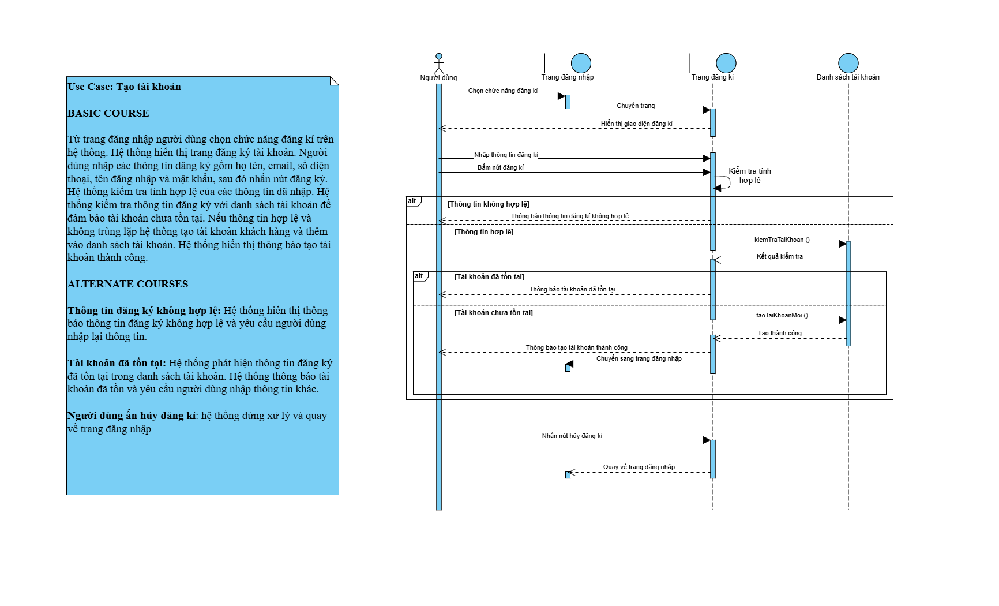 Use Case: Tạo tài khoản
BASIC COURSE
Từ trang đăng nhập người dùng chọn chức năng đăng kí trên
hệ thống. Hệ thống hiển thị trang đăng ký tài khoản. Người
dùng nhập các thông tin đăng ký gồm họ tên, email, số điện
thoại, tên đăng nhập và mật khẩu, sau đó nhấn nút đăng ký.
Hệ thống kiểm tra tính hợp lệ của các thông tin đã nhập. Hệ
thống kiểm tra thông tin đăng ký với danh sách tài khoản để
đảm bảo tài khoản chưa tồn tại. Nếu thông tin hợp lệ và
không trùng lặp hệ thống tạo tài khoản khách hàng và thêm
vào danh sách tài khoản. Hệ thống hiển thị thông báo tạo tài
khoản thành công.
ALTERNATE COURSES
Thông tin đăng ký không hợp lệ: Hệ thống hiển thị thông
báo thông tin đăng ký không hợp lệ và yêu cầu người dùng
nhập lại thông tin.
Tài khoản đã tồn tại: Hệ thống phát hiện thông tin đăng ký
đã tồn tại trong danh sách tài khoản. Hệ thống thông báo tài
khoản đã tồn và yêu cầu người dùng nhập thông tin khác.
Người dùng ấn hủy đăng kí: hệ thống dừng xử lý và quay
về trang đăng nhập
Người dùng
Trang đăng nhập
Trang đăng kí
Danh sách tài khoản
Chọn chức năng đăng kí
Chuyển trang
Hiển thị giao diện đăng kí
Nhập thông tin đăng kí
Bấm nút đăng kí
Kiểm tra tính
hợp lệ
alt
[Thông tin không hợp lệ]
Thông báo thông tin đăng kí không hợp lệ
[Thông tin hợp lệ]
kiemTraTaiKhoan ()
Kết quả kiểm tra
alt
[Tài khoản đã tồn tại]
Thông báo tài khoản đã tồn tại
[Tài khoản chưa tồn tại]
taoTaiKhoanMoi ()
Tạo thành công
Thông báo tạo tài khoản thành công
Chuyển sang trang đăng nhập
Nhấn nút hủy đăng kí
Quay về trang đăng nhập